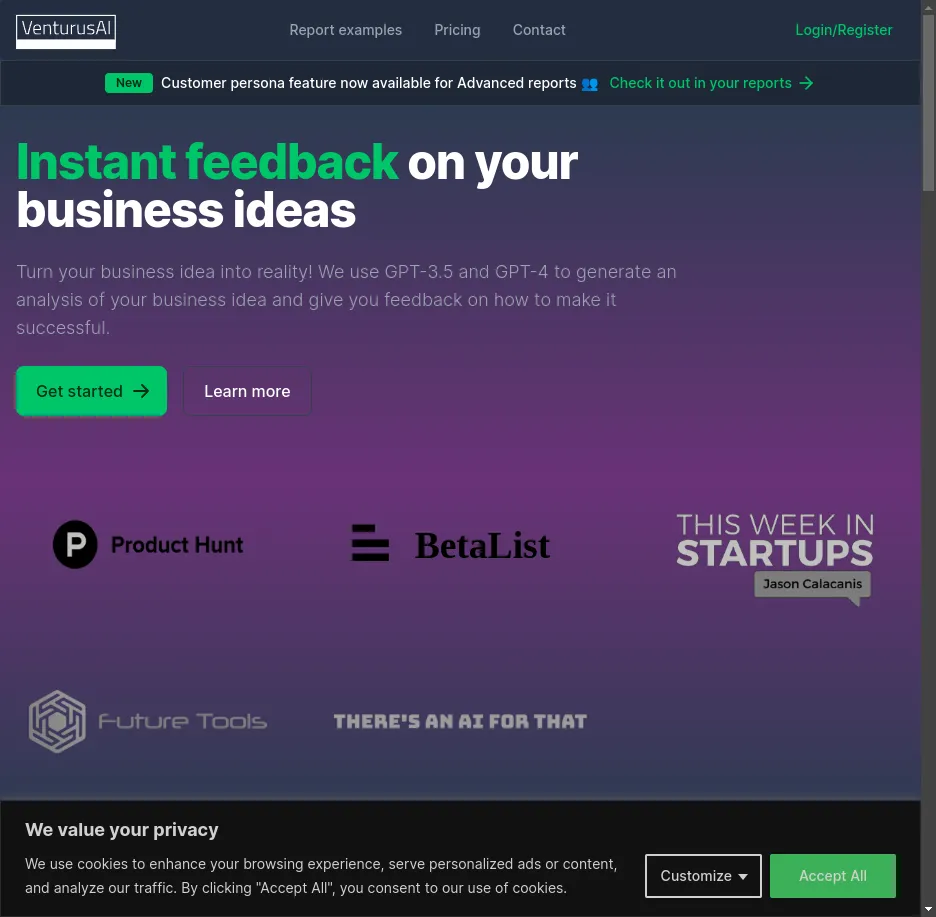 VenturusAI
Report examples
Pricing
Contact
Login/Register
New
Customer persona feature now available for Advanced reports 👥
Check it out in your reports →
Instant feedback on your
business ideas
Turn your business idea into reality! We use GPT-3.5 and GPT-4 to generate an
analysis of your business idea and give you feedback on how to make it
successful.
Get started →
Learn more
P
Product Hunt
BetaList
THIS WEEK IN
STARTUPS
Jason Calacanis
Future Tools
THERE'S AN AI FOR THAT
We value your privacy
We use cookies to enhance your browsing experience, serve personalized ads or content,
and analyze our traffic. By clicking "Accept All", you consent to our use of cookies.
Customize
Accept All